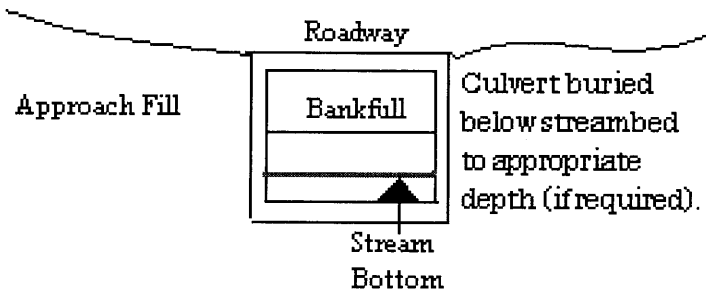 Roadway
Approach Fill
Bankfull
Culvert buried
below streambed
to appropriate
depth (if required).
Stream
Bottom